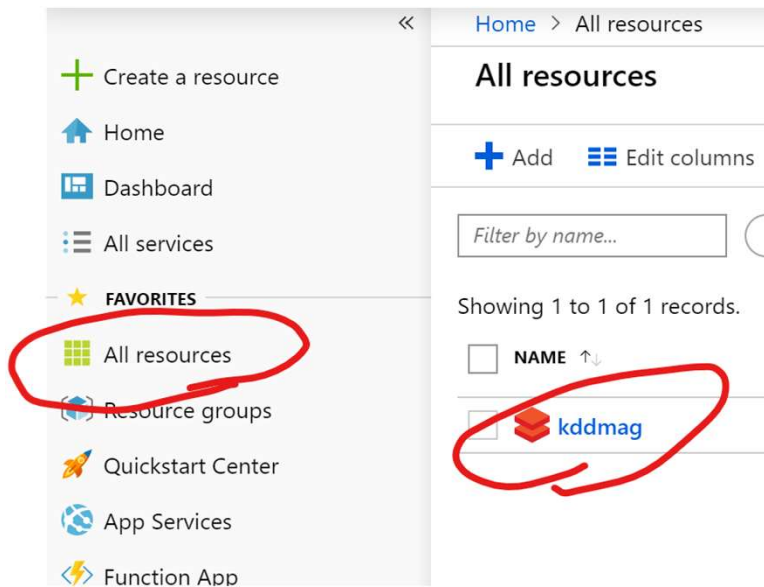 «
Create a resource
Home
Dashboard
All services
FAVORITES
All resources
Resource groups
Quickstart Center
App Services
Function App
Home > All resources
All resources
Add Edit columns
Filter by name...
Showing 1 to 1 of 1 records.
NAME ↑↓
kddmag